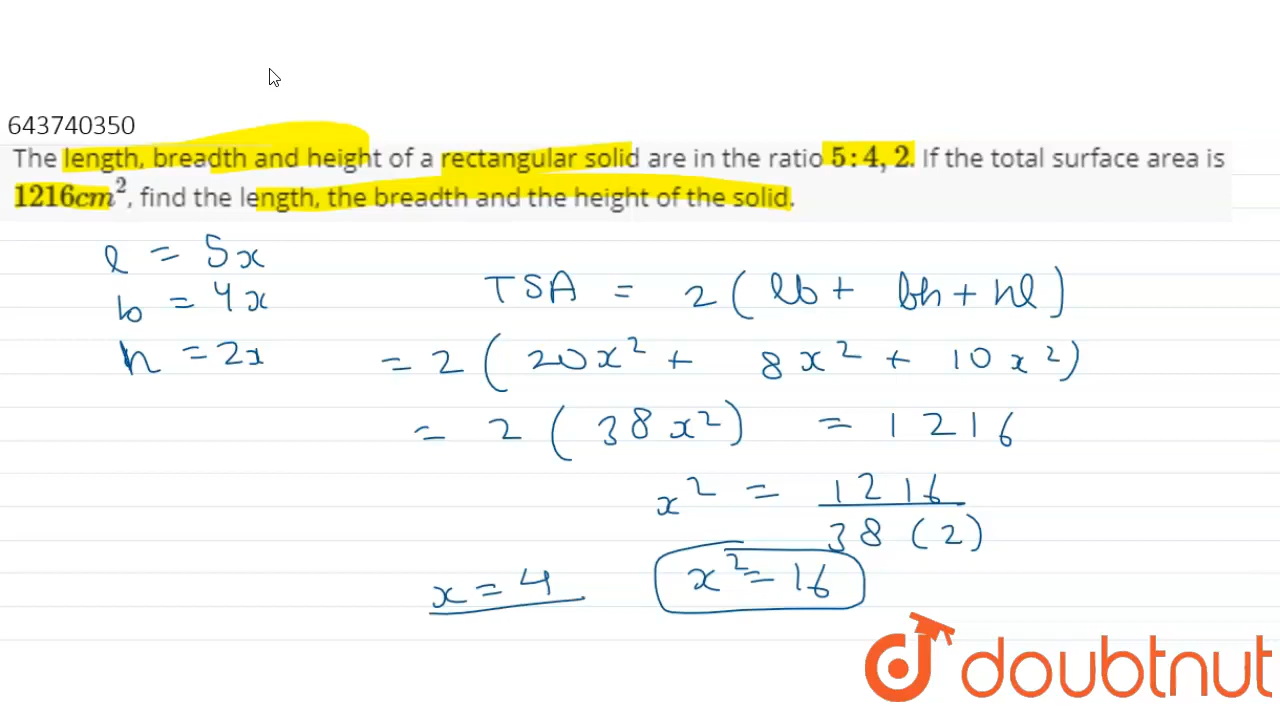 643740350
The length, breadth and height of a rectangular solid are in the ratio 5 : 4, 2. If the total surface area is
1216cm², find the length, the breadth and the height of the solid.
l = 5x
b = 4x
h = 2x
TSA = 2 ( lb + bh + hl )
= 2 ( 20x² + 8x² + 10x² )
= 2 ( 38x² ) = 1216
x² = 1216 / 38 (2)
x² = 16
x = 4
doubtnut